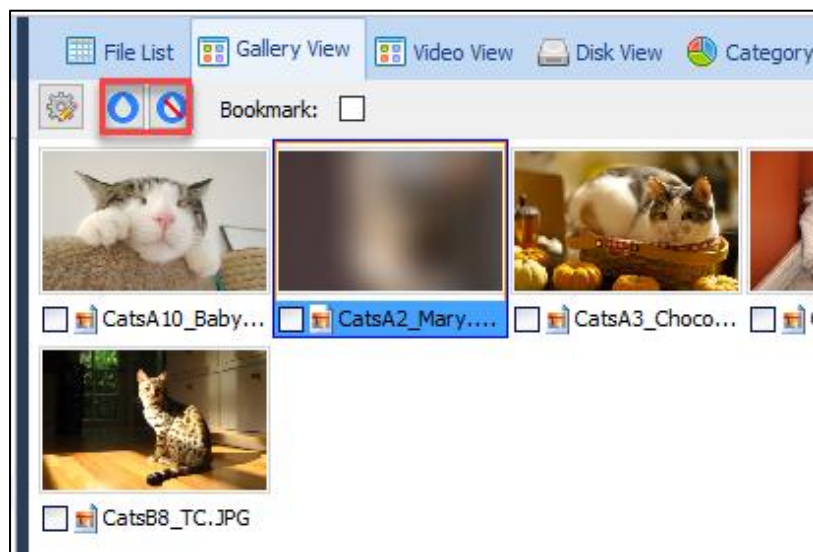 File List Gallery View Video View Disk View Category
Bookmark:
CatsA10_Baby... CatsA2_Mary.... CatsA3_Choco...
CatsB8_TC.JPG